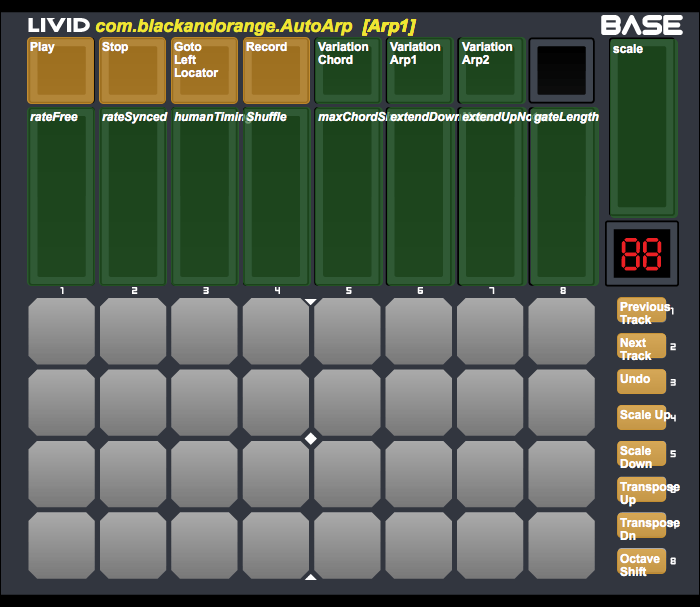 LIVID com.blackandorange.AutoArp [Arp1] BASE
Play
Stop
Goto
Left
Locator
Record
Variation
Chord
Variation
Arp1
Variation
Arp2
scale
rateFree
rateSynced
humanTimin
Shuffle
maxChordS
extendDown
extendUpNo
gateLength
88
1 2 3 4 5 6 7 8
Previous
Track
1
Next
Track
2
Undo
3
Scale Up
4
Scale
Down
5
Transpose
Up
6
Transpose
Dn
7
Octave
Shift
8